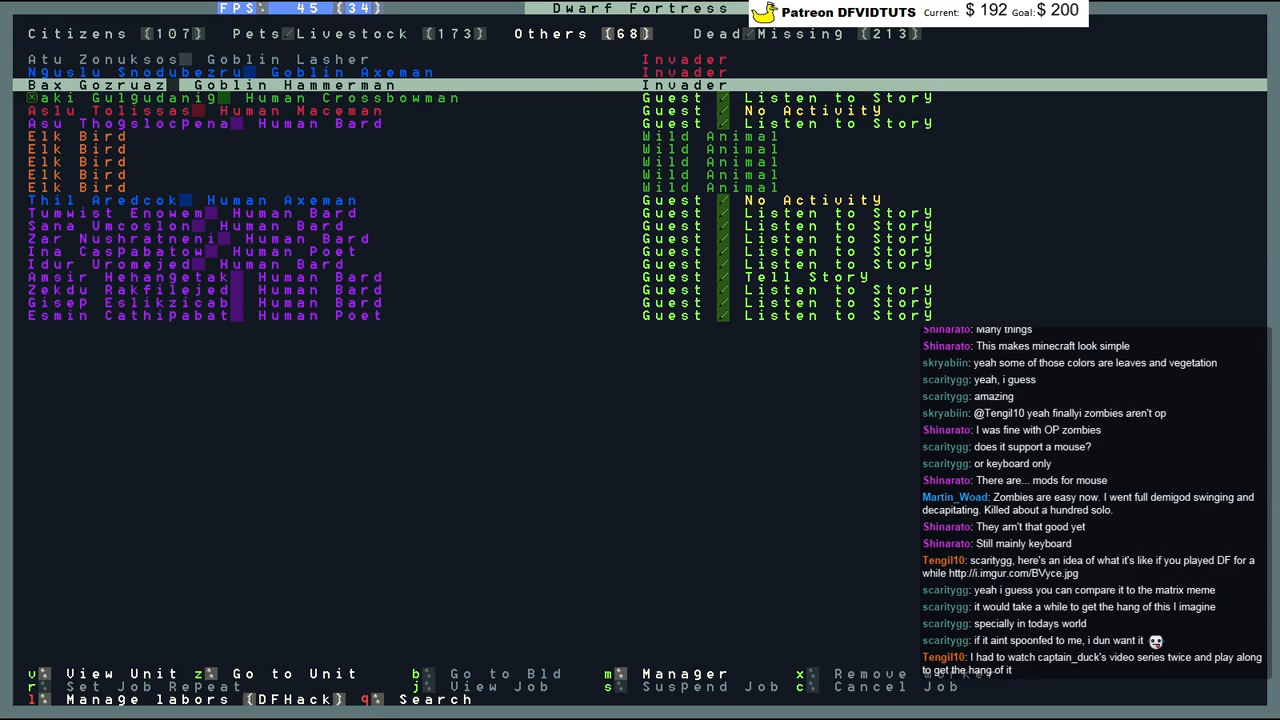 FPS: 45 (34)
Dwarf Fortress
Patreon DFVIDTUTS Current: $ 192 Goal: $ 200
Citizens (107) Pets/Livestock (173) Others (68) Dead/Missing (213)
Atu Zonuksos Goblin Lasher Invader
Nguslu Snodubezru Goblin Axeman Invader
Bax Gozruaz Goblin Hammerman Invader
aki Gulgudanig Human Crossbowman Guest / Listen to Story
Aslu Tolissas Human Maceman Guest / No Activity
Asu ThogslocPena Human Bard Guest / Listen to Story
Elk Bird Wild Animal
Elk Bird Wild Animal
Elk Bird Wild Animal
Elk Bird Wild Animal
Elk Bird Wild Animal
Thil Aredcok Human Axeman Guest / No Activity
Tumwist Enowem Human Bard Guest / Listen to Story
Sana Umcoslon Human Bard Guest / Listen to Story
Zar Nushratneni Human Bard Guest / Listen to Story
Ina CasPabatow Human Poet Guest / Listen to Story
Idur Uromejed Human Bard Guest / Listen to Story
Amsir Hehangetak Human Bard Guest / Tell Story
Zekdu Rakfilejed Human Bard Guest / Listen to Story
GiseP Eslikzicab Human Bard Guest / Listen to Story
Esmin CathiPabat Human Poet Guest / Listen to Story
Shinarato: Many things
Shinarato: This makes minecraft look simple
skryabiin: yeah some of those colors are leaves and vegetation
scaritygg: yeah, i guess
scaritygg: amazing
skryabiin: @Tengil10 yeah finallyi zombies aren't op
Shinarato: I was fine with OP zombies
scaritygg: does it support a mouse?
scaritygg: or keyboard only
Shinarato: There are... mods for mouse
Martin_Woad: Zombies are easy now. I went full demigod swinging and
decapitating. Killed about a hundred solo.
Shinarato: They arn't that good yet
Shinarato: Still mainly keyboard
Tengil10: scaritygg, here's an idea of what it's like if you played DF for a
while http://i.imgur.com/BVyce.jpg
scaritygg: yeah i guess you can compare it to the matrix meme
scaritygg: it would take a while to get the hang of this I imagine
scaritygg: specially in todays world
scaritygg: if it aint spoonfed to me, i dun want it
Tengil10: I had to watch captain_duck's video series twice and play along
to get the hang of it
v: View Unit z: Go to Unit b: Go to Bld m: Manager x: Remove
r: Set Job Repeat j: View Job s: Suspend Job c: Cancel Job
l: Manage labors (DFHack) q: Search